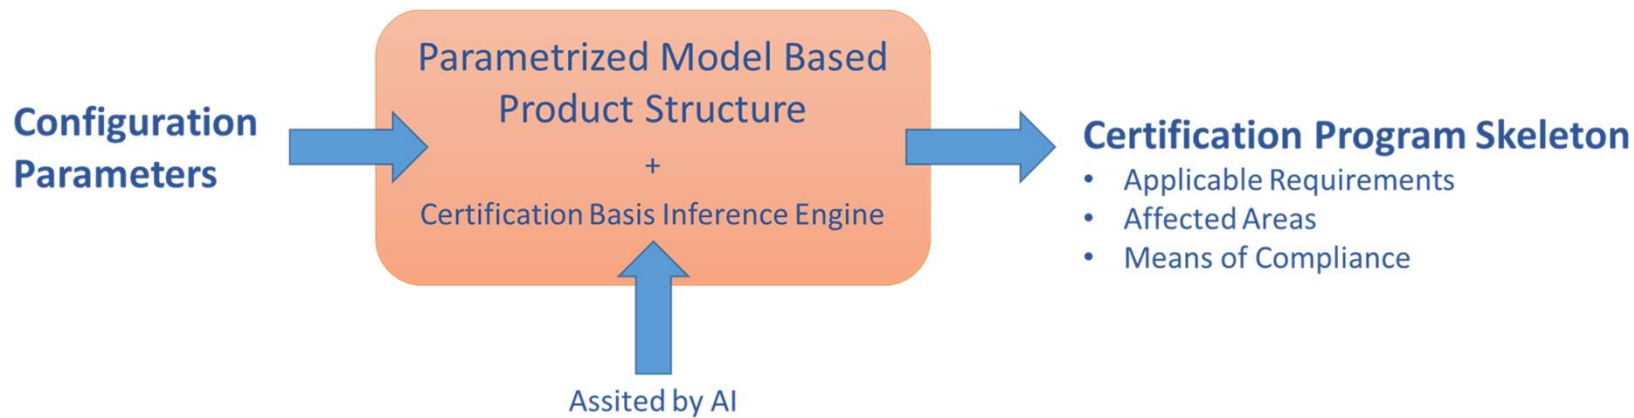 Configuration
Parameters
Parametrized Model Based
Product Structure
+
Certification Basis Inference Engine
Assited by AI
Certification Program Skeleton
• Applicable Requirements
• Affected Areas
• Means of Compliance